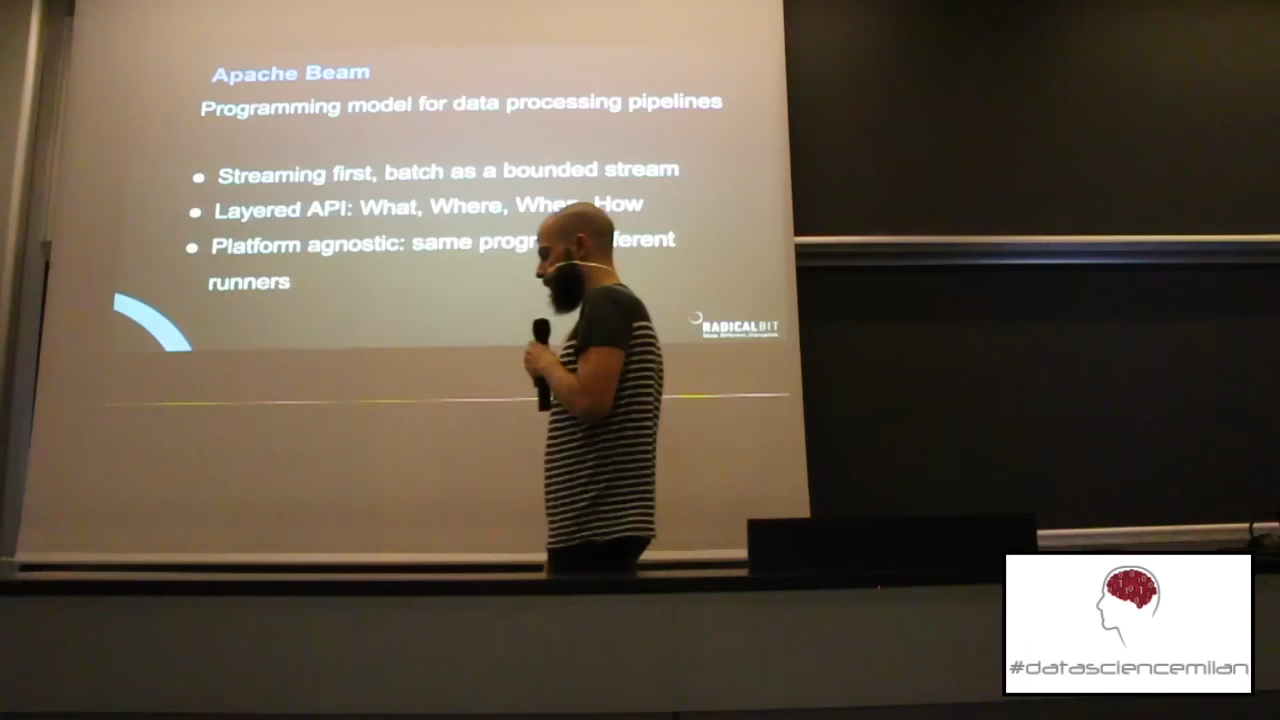 Apache Beam
Programming model for data processing pipelines
Streaming first, batch as a bounded stream
Layered API: What, Where, When, How
Platform agnostic: same progr ferent
runners
RADICALBIT
#datasciencemilan